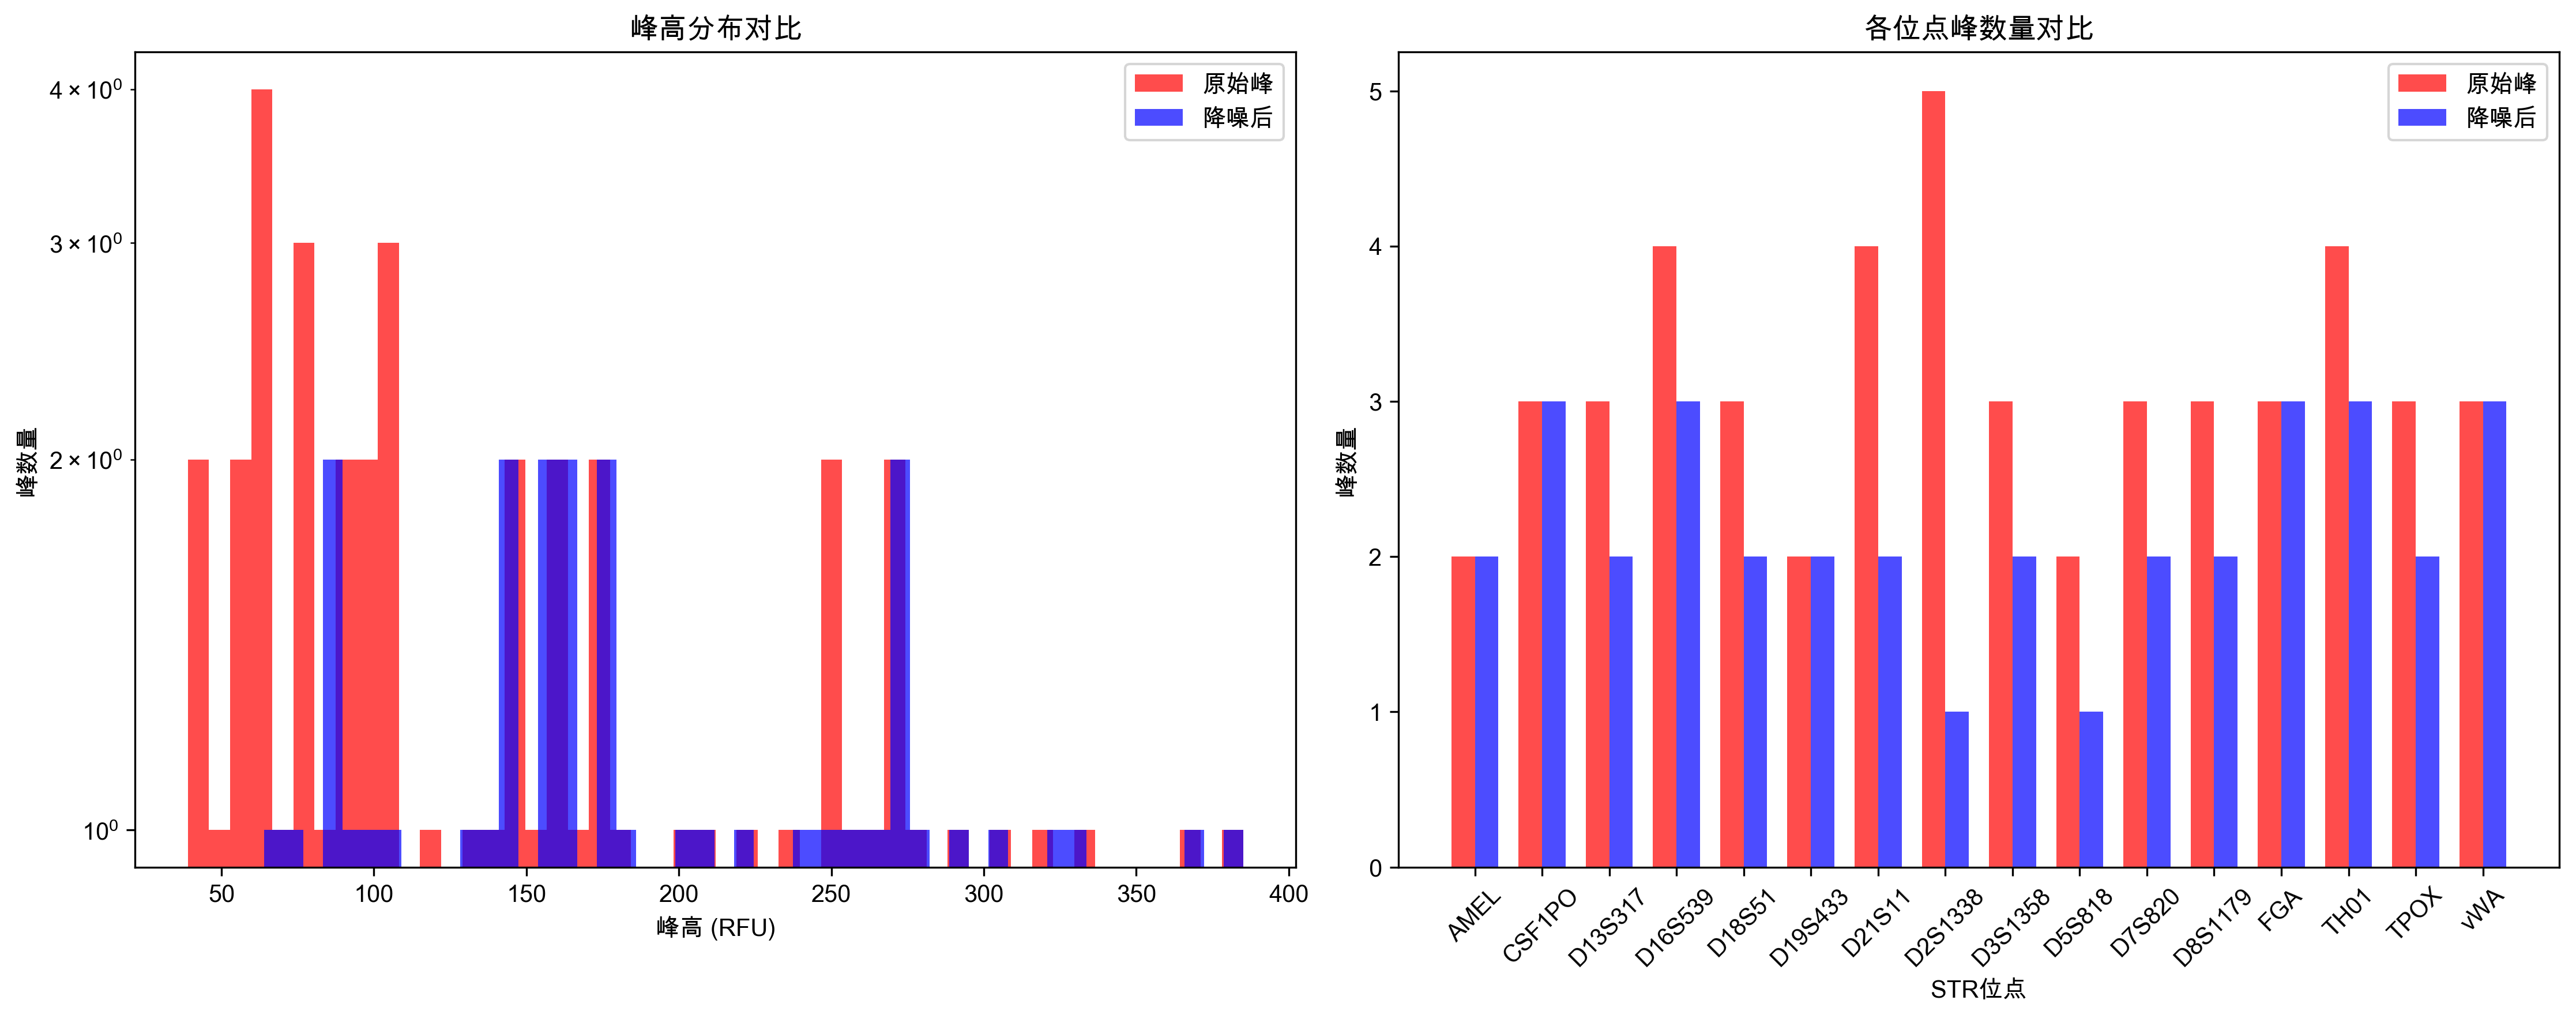 峰高分布对比
4 × 10⁰
3 × 10⁰
2 × 10⁰
10⁰
峰数量
50 100 150 200 250 300 350 400
峰高 (RFU)
原始峰
降噪后
各位点峰数量对比
5
4
3
2
1
0
峰数量
AMEL CSF1PO D13S317 D16S539 D18S51 D19S433 D21S11 D2S1338 D3S1358 D5S818 D7S820 D8S1179 FGA TH01 TPOX vWA
STR位点
原始峰
降噪后